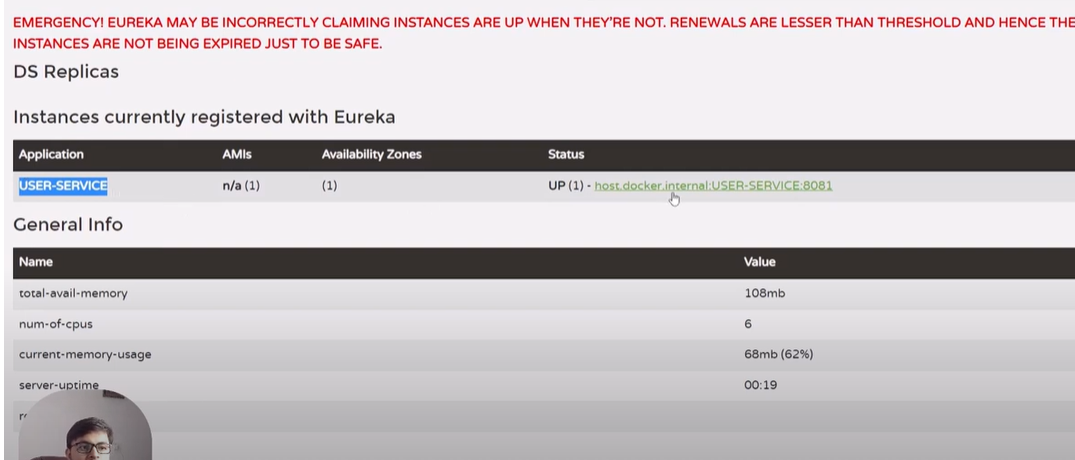 EMERGENCY! EUREKA MAY BE INCORRECTLY CLAIMING INSTANCES ARE UP WHEN THEY'RE NOT. RENEWALS ARE LESSER THAN THRESHOLD AND HENCE THE
INSTANCES ARE NOT BEING EXPIRED JUST TO BE SAFE.
DS Replicas
Instances currently registered with Eureka
Application AMIs Availability Zones Status
USER-SERVICE n/a (1) (1) UP (1) - host.docker.internal:USER-SERVICE:8081
General Info
Name Value
total-avail-memory 108mb
num-of-cpus 6
current-memory-usage 68mb (62%)
server-uptime 00:19